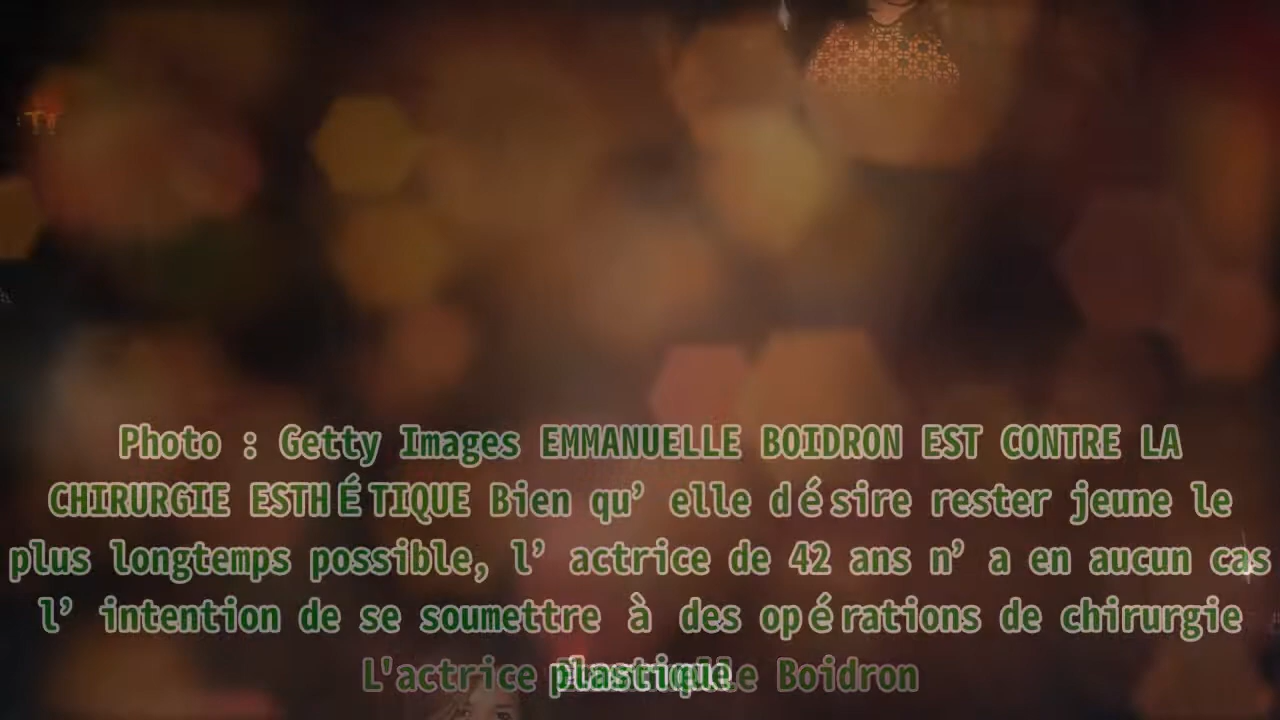 Photo : Getty Images EMMANUELLE BOIDRON EST CONTRE LA
CHIRURGIE ESTHÉTIQUE Bien qu’ elle désire rester jeune le
plus longtemps possible, l’ actrice de 42 ans n’ a en aucun cas
l’ intention de se soumettre à des opérations de chirurgie
plastique
L'actrice Boidron